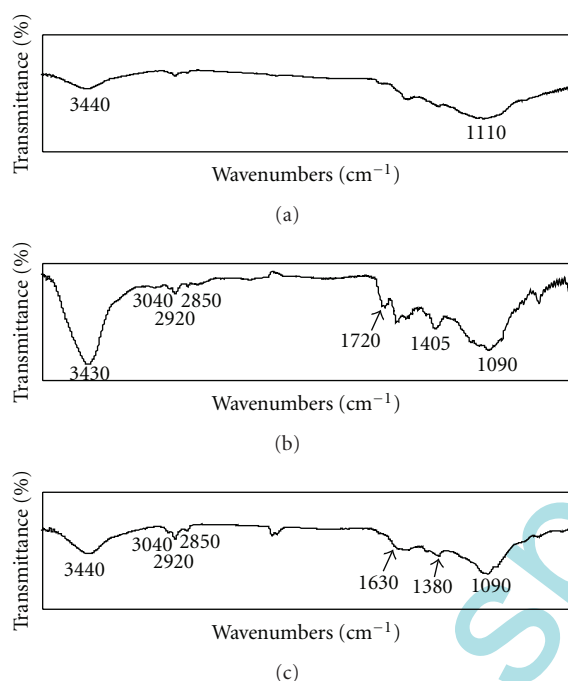 Transmittance (%)
3440
1110
Wavenumbers (cm⁻¹)
(a)
Transmittance (%)
3040 2850
2920
1720
1405
1090
3430
Wavenumbers (cm⁻¹)
(b)
Transmittance (%)
3040 2850
2920
3440
1630
1380
1090
Wavenumbers (cm⁻¹)
(c)
sp